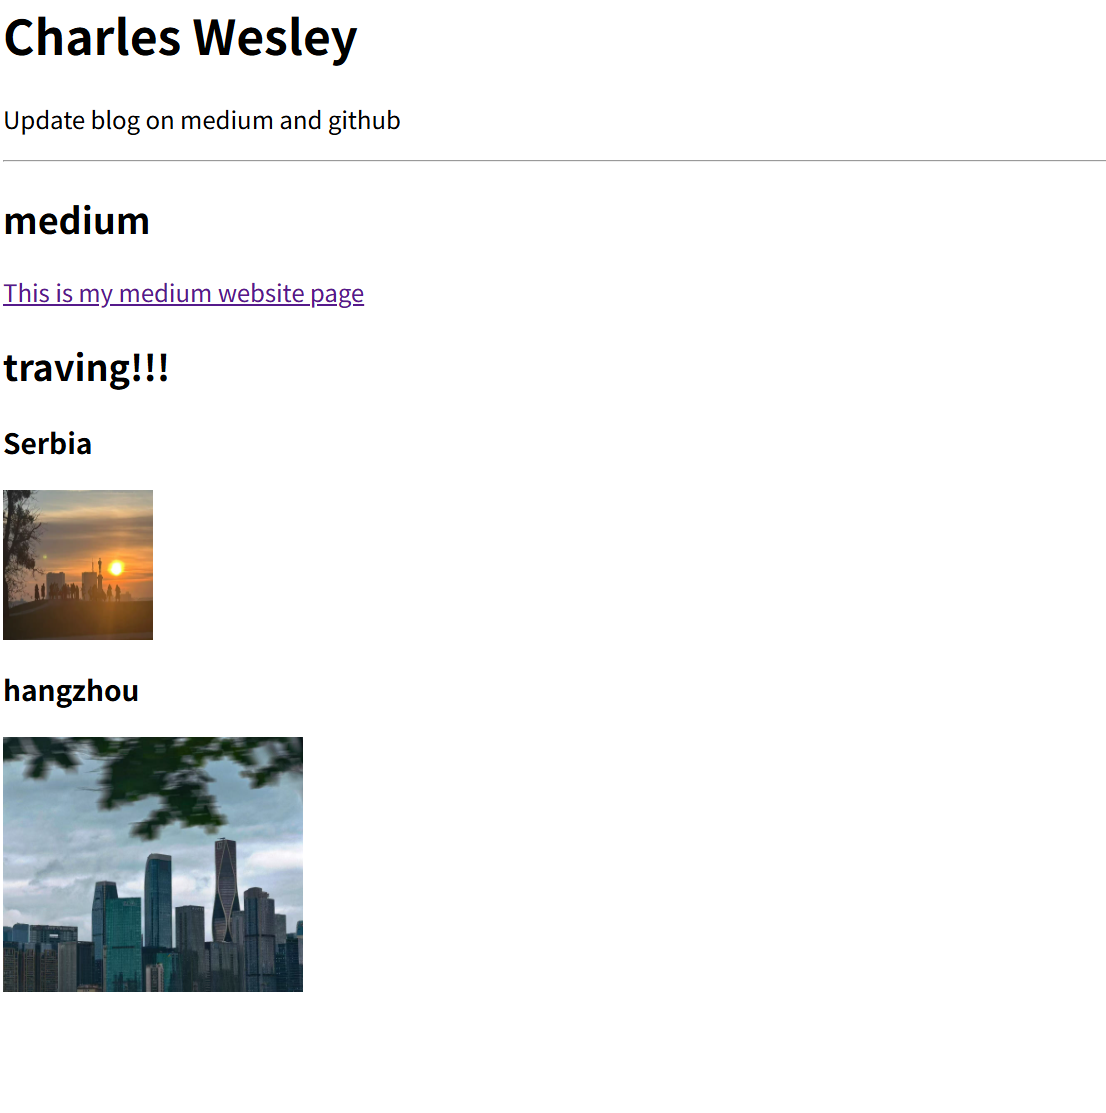 Charles Wesley
Update blog on medium and github
medium
This is my medium website page
traving!!!
Serbia
hangzhou